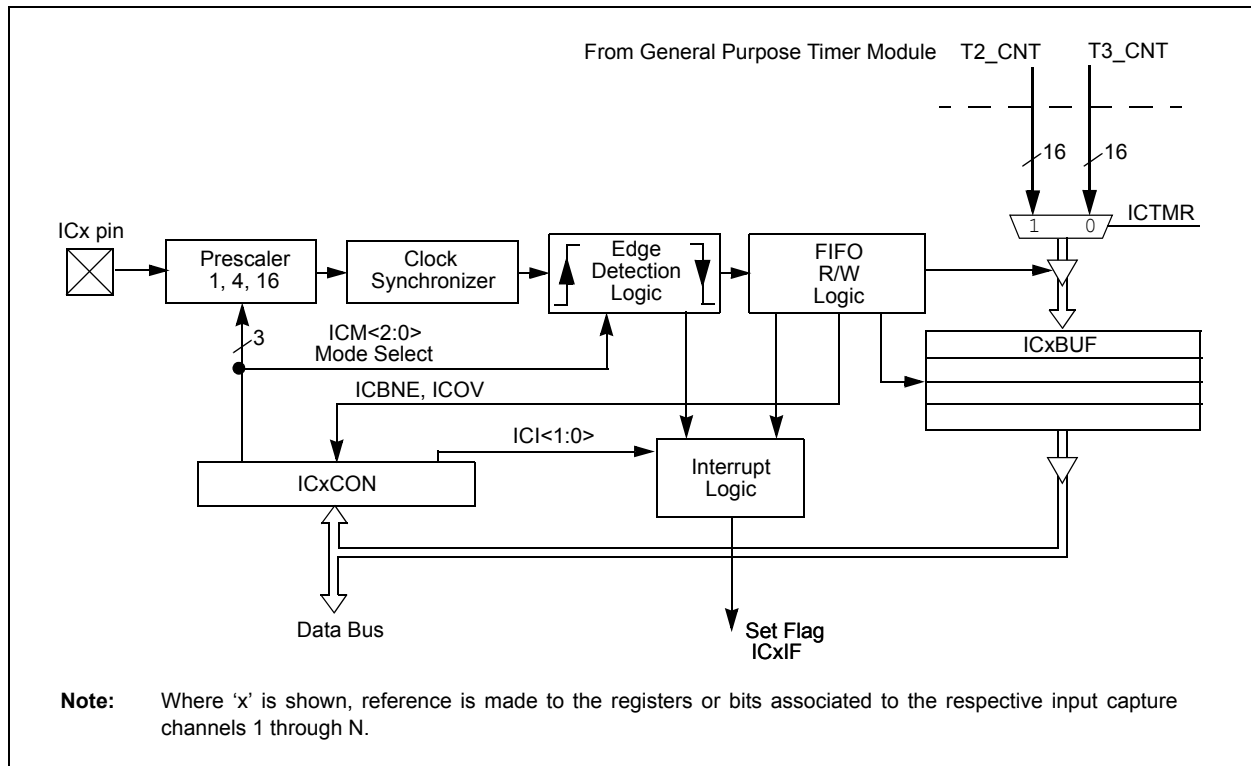 From General Purpose Timer Module T2_CNT T3_CNT
16 16
ICx pin
1 0 ICTMR
Prescaler
1, 4, 16
Clock
Synchronizer
Edge
Detection
Logic
FIFO
R/W
Logic
3
ICM<2:0>
Mode Select
ICxBUF
ICBNE, ICOV
ICI<1:0>
ICxCON
Interrupt
Logic
Data Bus
Set Flag
ICxIF
Note: Where ‘x’ is shown, reference is made to the registers or bits associated to the respective input capture
channels 1 through N.